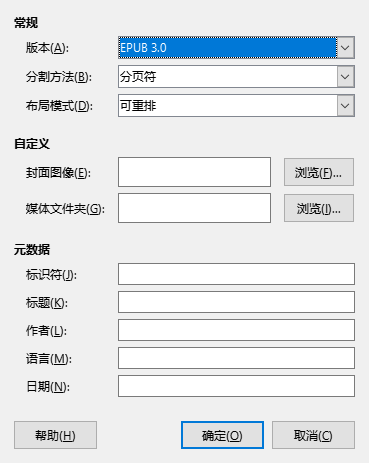 常规
版本(A): EPUB 3.0
分割方法(B): 分页符
布局模式(D): 可重排
自定义
封面图像(E): 浏览(F)...
媒体文件夹(G): 浏览(I)...
元数据
标识符(J):
标题(K):
作者(L):
语言(M):
日期(N):
帮助(H) 确定(O) 取消(C)